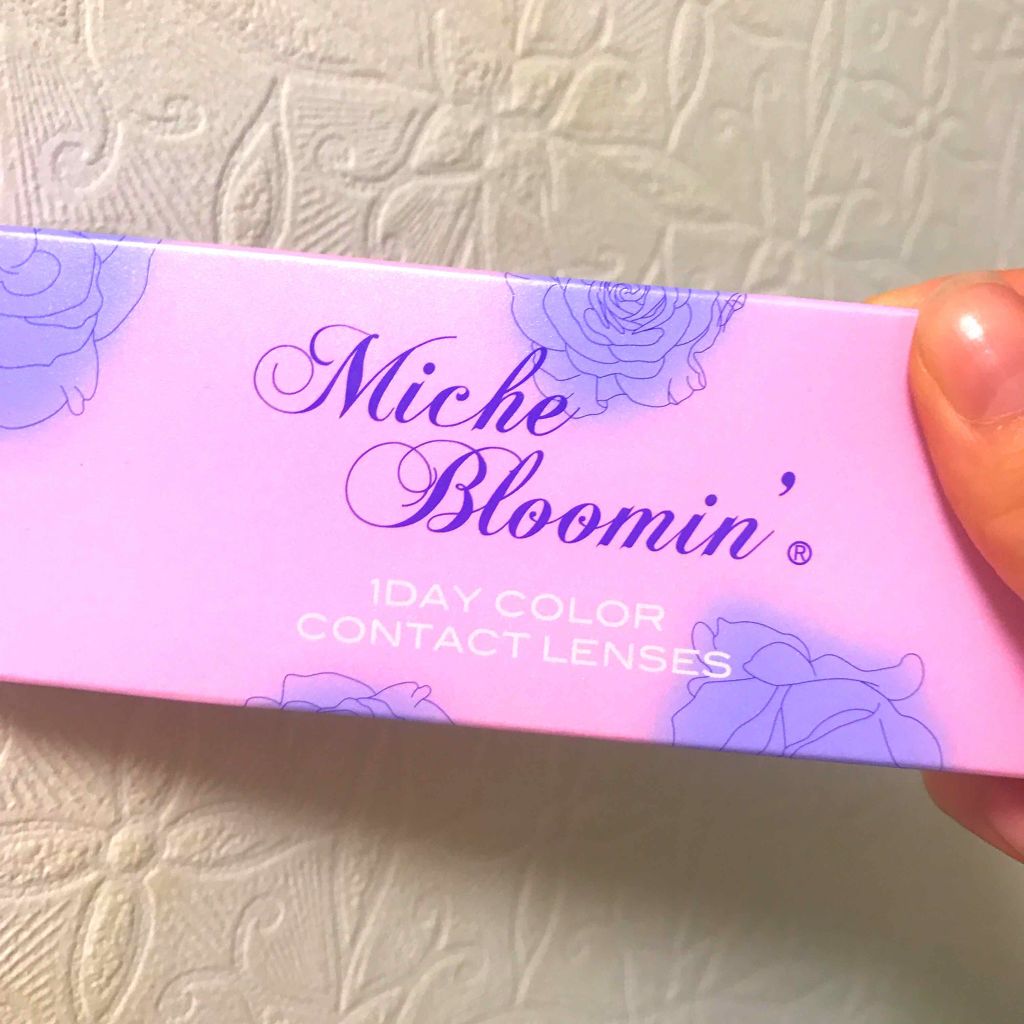 Miche
Bloomin'®
1DAY COLOR
CONTACT LENSES